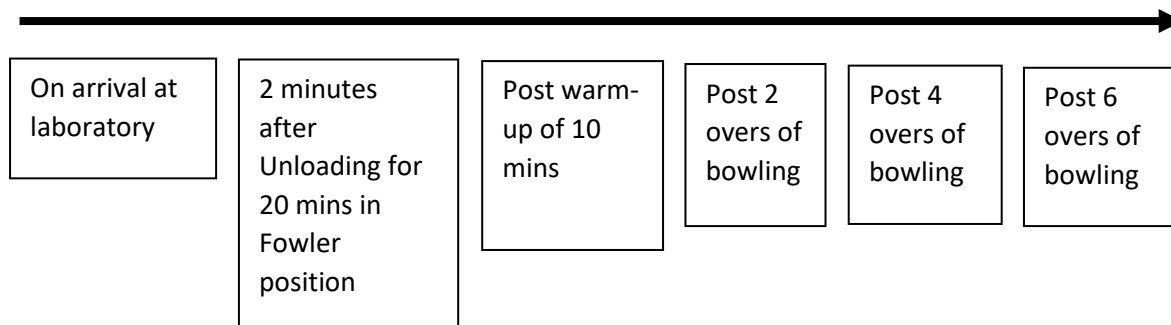 On arrival at
laboratory
2 minutes
after
Unloading for
20 mins in
Fowler
position
Post warm-
up of 10
mins
Post 2
overs of
bowling
Post 4
overs of
bowling
Post 6
overs of
bowling